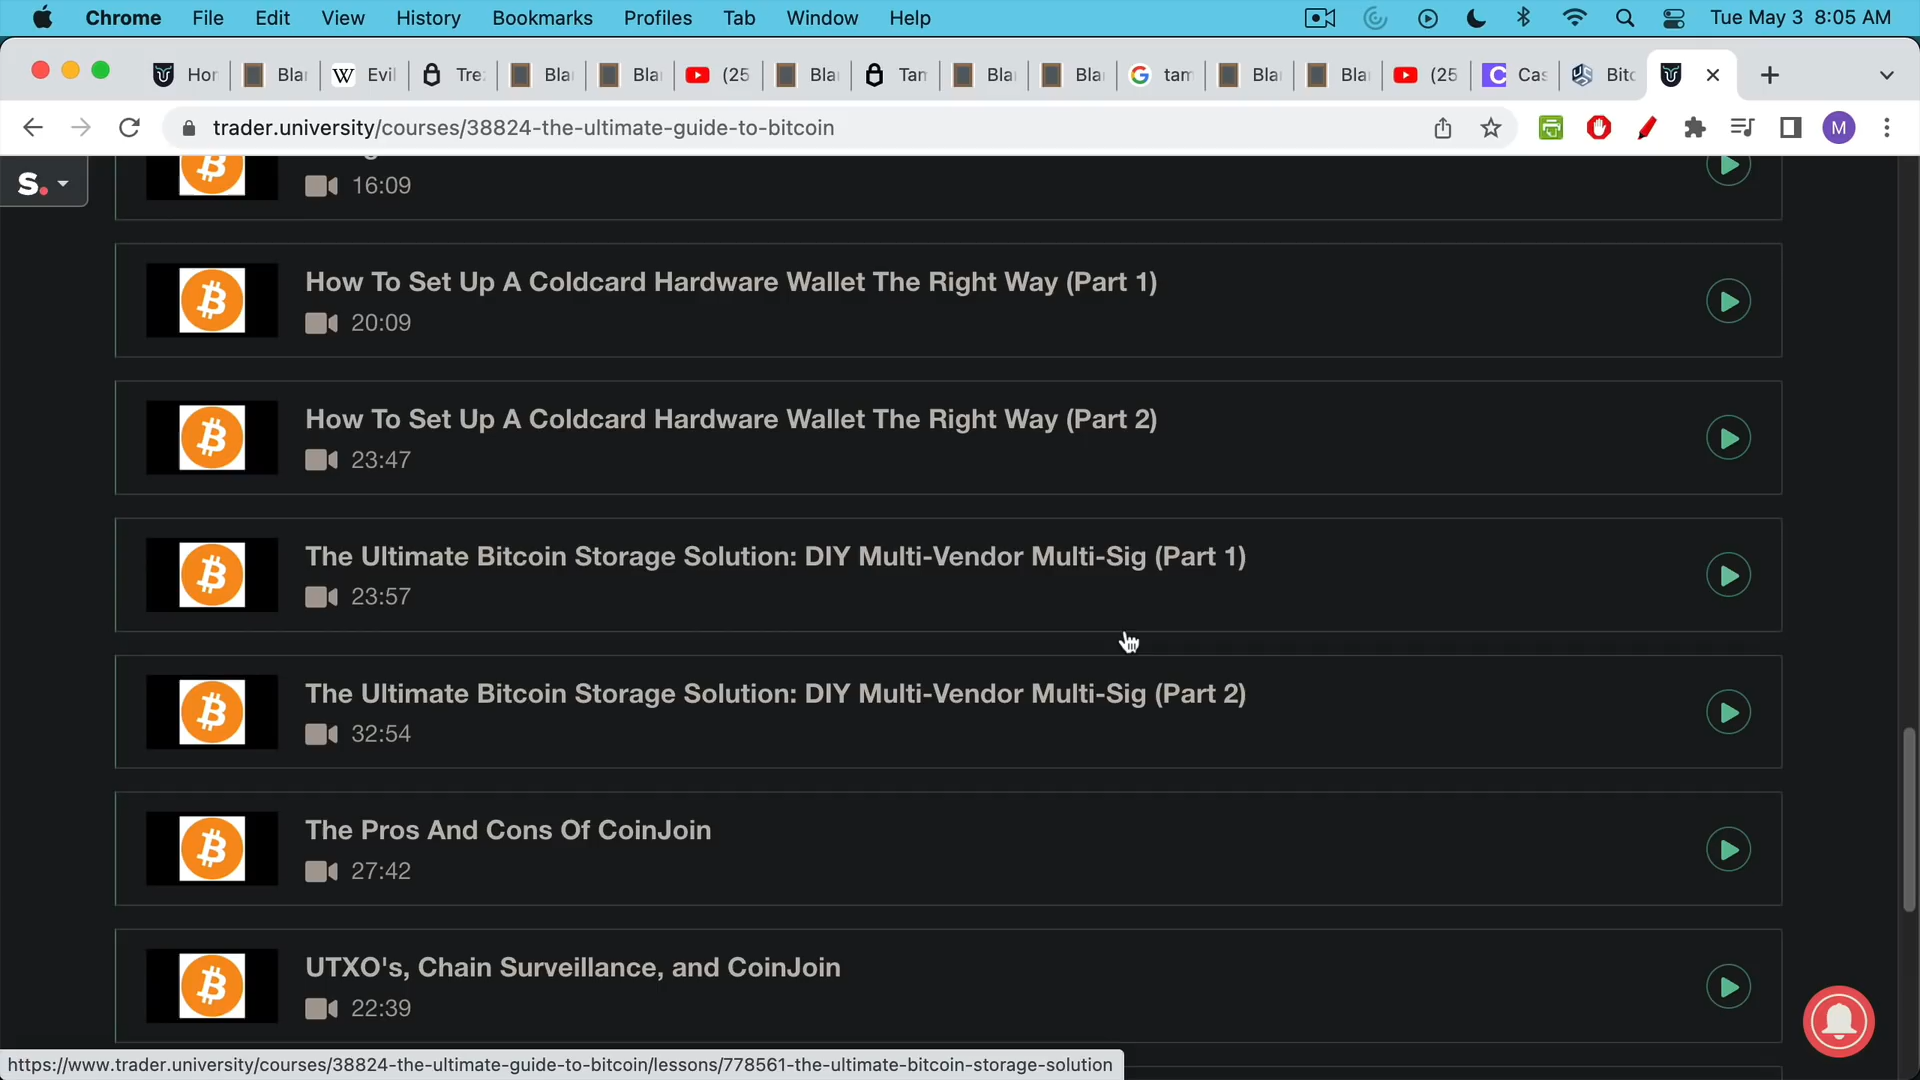 Chrome File Edit View History Bookmarks Profiles Tab Window Help Tue May 3 8:05 AM
Hor Bla W Evil Tre Bla Bla (25 Bla Tam Bla Bla tam Bla Bla (25 Cas Bitc
trader.university/courses/38824-the-ultimate-guide-to-bitcoin M
S.
16:09
How To Set Up A Coldcard Hardware Wallet The Right Way (Part 1)
20:09
How To Set Up A Coldcard Hardware Wallet The Right Way (Part 2)
23:47
The Ultimate Bitcoin Storage Solution: DIY Multi-Vendor Multi-Sig (Part 1)
23:57
The Ultimate Bitcoin Storage Solution: DIY Multi-Vendor Multi-Sig (Part 2)
32:54
The Pros And Cons Of CoinJoin
27:42
UTXO's, Chain Surveillance, and CoinJoin
22:39
https://www.trader.university/courses/38824-the-ultimate-guide-to-bitcoin/lessons/778561-the-ultimate-bitcoin-storage-solution